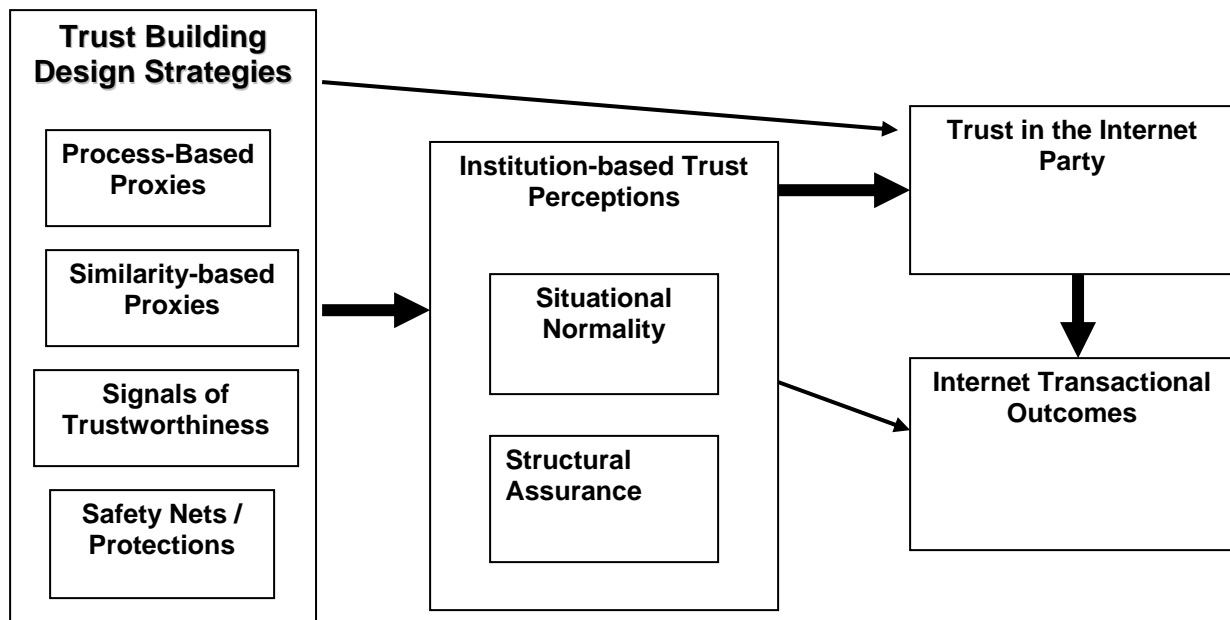 Trust Building
Design Strategies
Process-Based
Proxies
Similarity-based
Proxies
Signals of
Trustworthiness
Safety Nets /
Protections
Institution-based Trust
Perceptions
Situational
Normality
Structural
Assurance
Trust in the Internet
Party
Internet Transactional
Outcomes